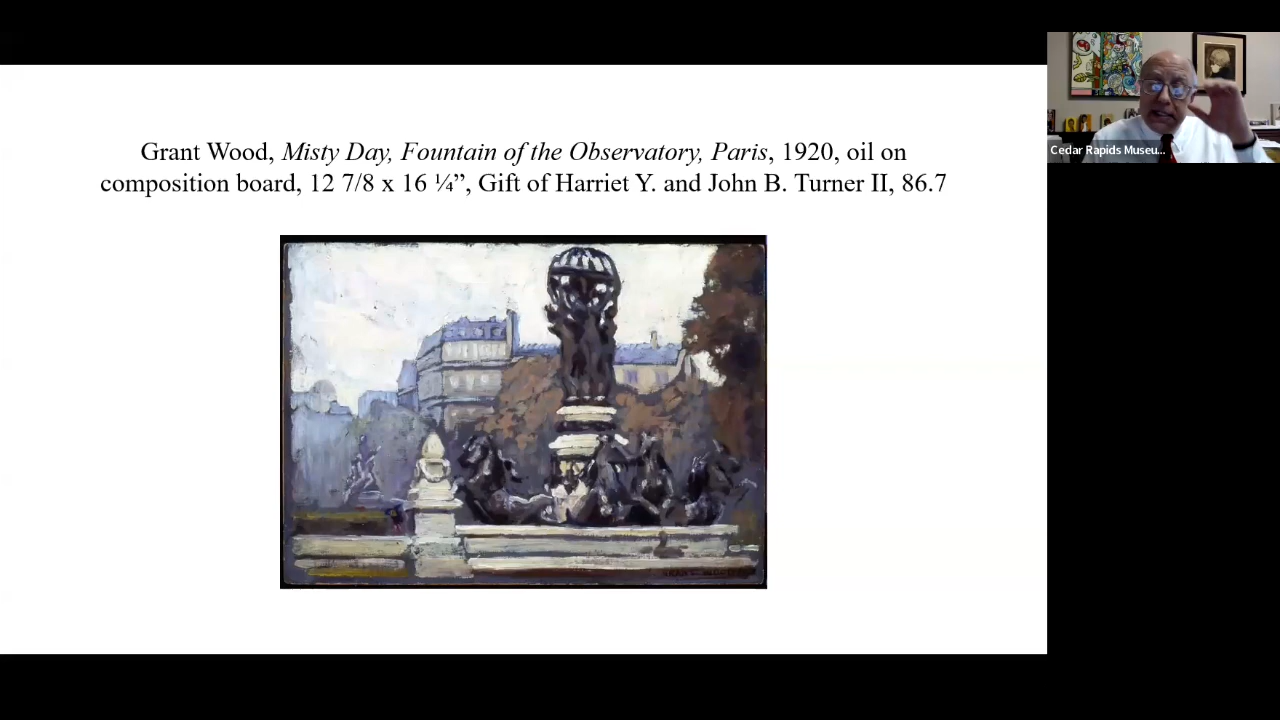 Grant Wood, Misty Day, Fountain of the Observatory, Paris, 1920, oil on
composition board, 12 7/8 x 16 ¼”, Gift of Harriet Y. and John B. Turner II, 86.7
Cedar Rapids Museu...